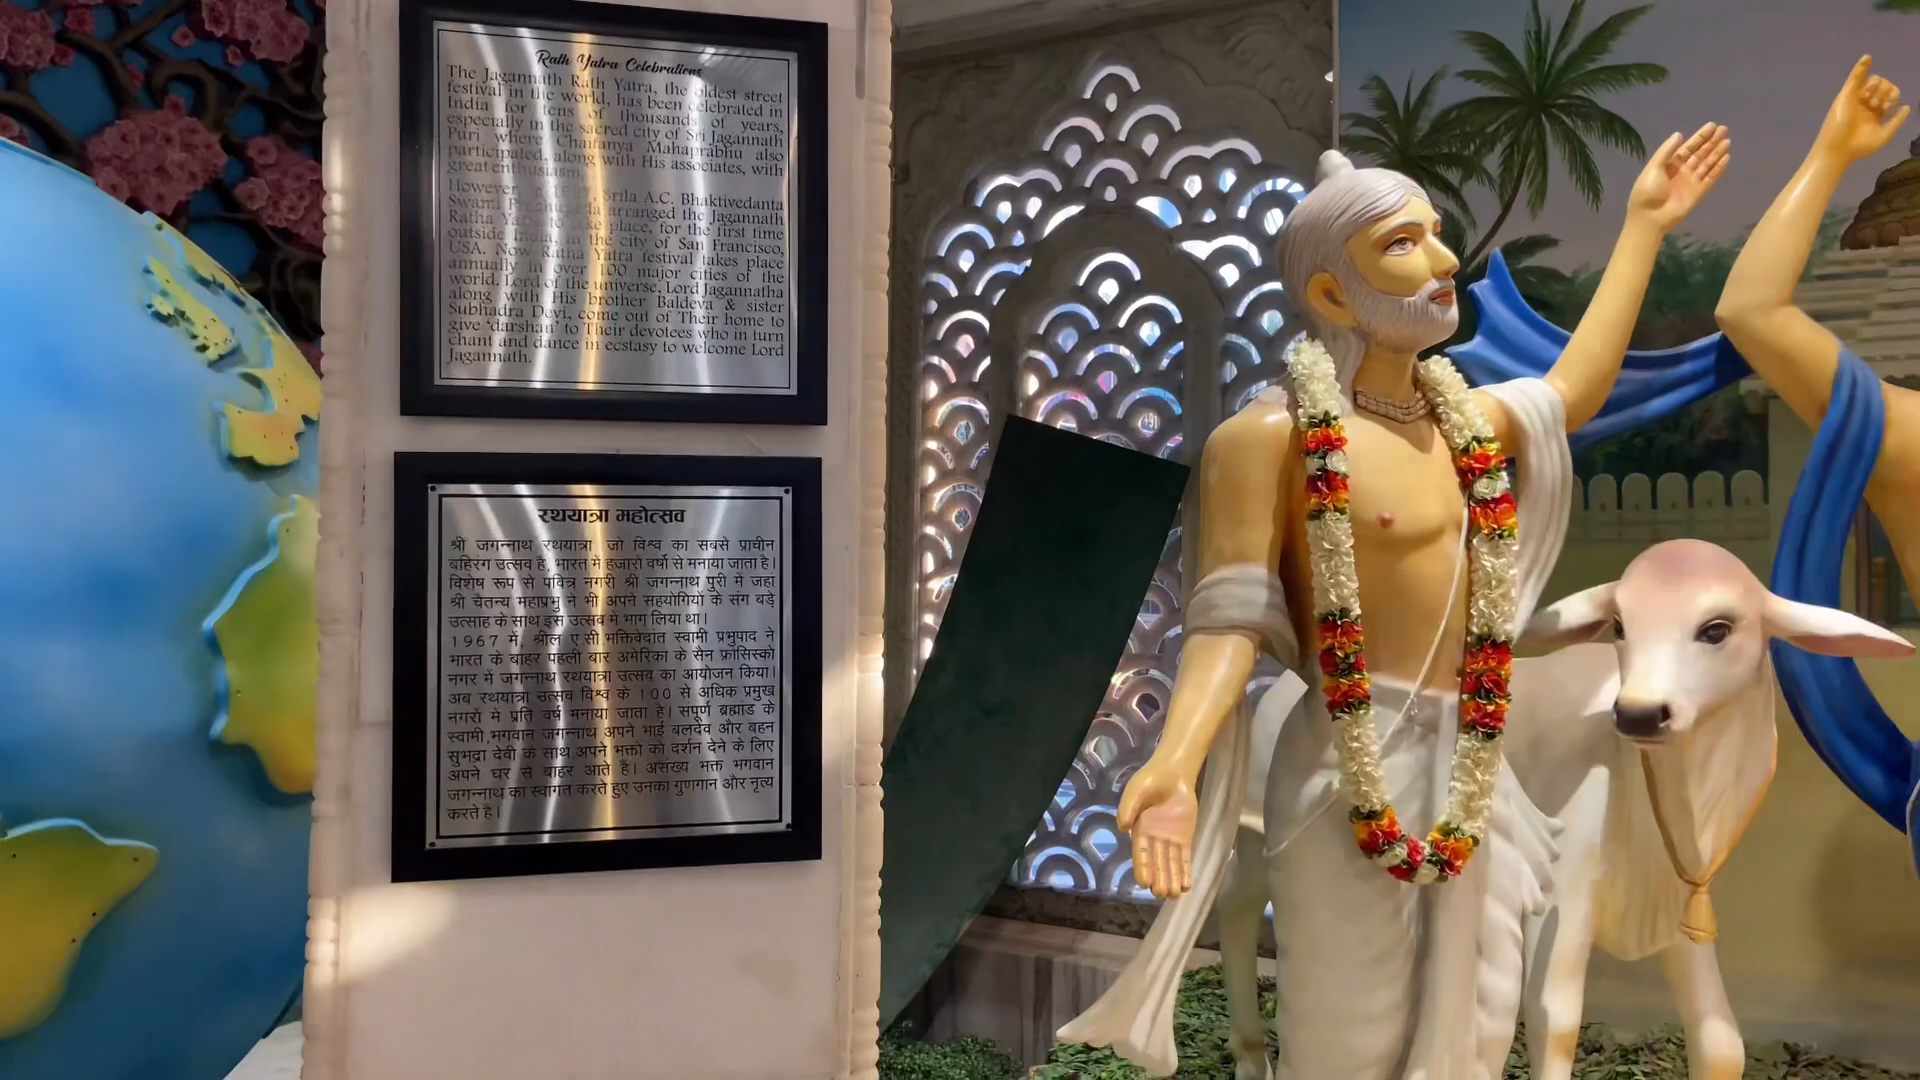 Rath Yatra Celebrations
The Jagannath Rath Yatra, the oldest street
festival in the world, has been celebrated in
India for tens of thousands of years,
especially in the sacred city of Sri Jagannath
Puri where Chaitanya Mahaprabhu also
participated, along with His associates, with
great enthusiasm.
However, Srila A.C. Bhaktivedanta
Swami Prabhupada arranged the Jagannath
Ratha Yatra to take place, for the first time
outside India, in the city of San Francisco,
USA. Now Ratha Yatra festival takes place
annually in over 100 major cities of the
world. Lord of the universe, Lord Jagannatha
along with His brother Baldeva & sister
Subhadra Devi, come out of Their home to
give 'darshan' to Their devotees who in turn
chant and dance in ecstasy to welcome Lord
Jagannath.
रथयात्रा महोत्सव
श्री जगन्नाथ रथयात्रा जो विश्व का सबसे प्राचीन
बहिरंग उत्सव है, भारत में हजारों वर्षो से मनाया जाता है।
विशेष रूप से पवित्र नगरी श्री जगन्नाथ पुरी में जहां
श्री चैतन्य महाप्रभु ने भी अपने सहयोगियों के संग बड़े
उत्साह के साथ इस उत्सव मे भाग लिया था।
1967 में, श्रील ए सी भक्तिवेदांत स्वामी प्रभुपाद ने
भारत के बाहर पहली बार अमेरिका के सैन फ्रांसिस्को
नगर में जगन्नाथ रथयात्रा उत्सव का आयोजन किया।
अब रथयात्रा उत्सव विश्व के 100 से अधिक प्रमुख
नगरों में प्रति वर्ष मनाया जाता है। संपूर्ण ब्रह्मांड के
स्वामी,भगवान जगन्नाथ अपने भाई बलदेव और बहन
सुभद्रा देवी के साथ अपने भक्तो को दर्शन देने के लिए
अपने घर से बाहर आते है। असंख्य भक्त भगवान
जगन्नाथ का स्वागत करते हुए उनका गुणगान और नृत्य
करते है।